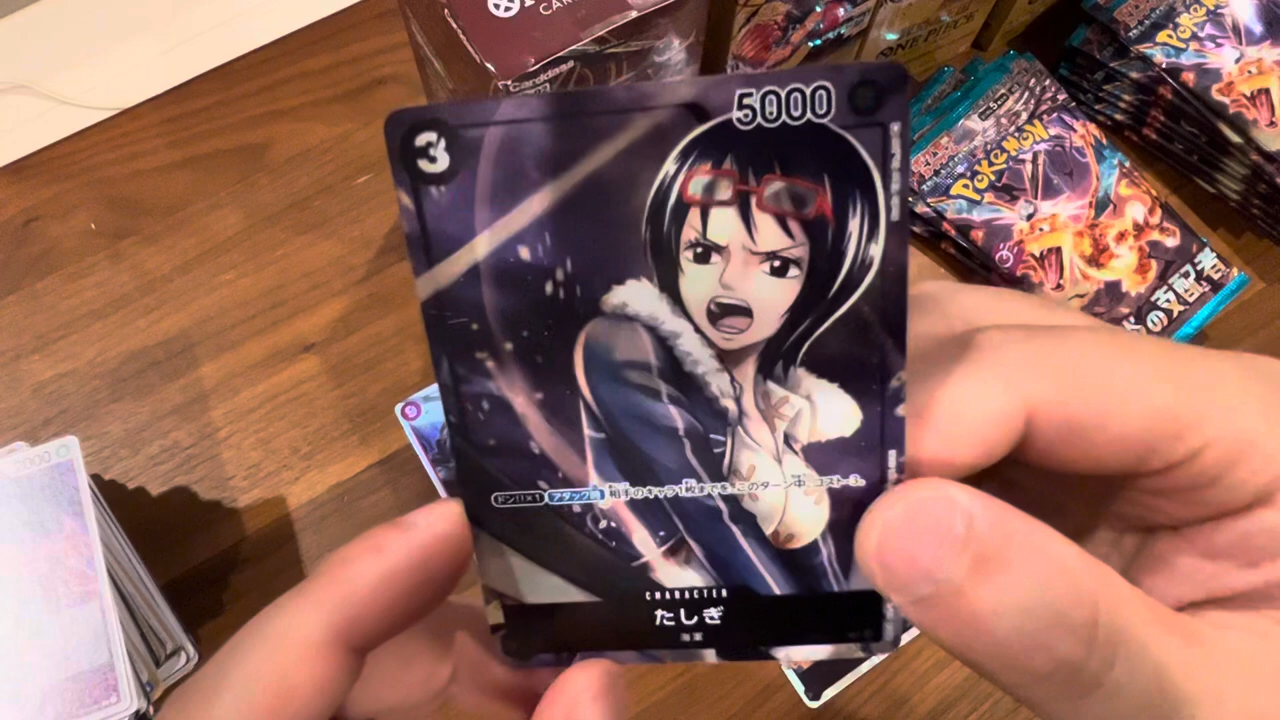 CAR
Carddass
ONE PIECE
Pokémon
Pokémon
の支配者
3
5000
ドン!!×1 アタック時 相手のキャラ1枚までを、このターン中、コスト-3。
CHARACTER
たしぎ
海軍